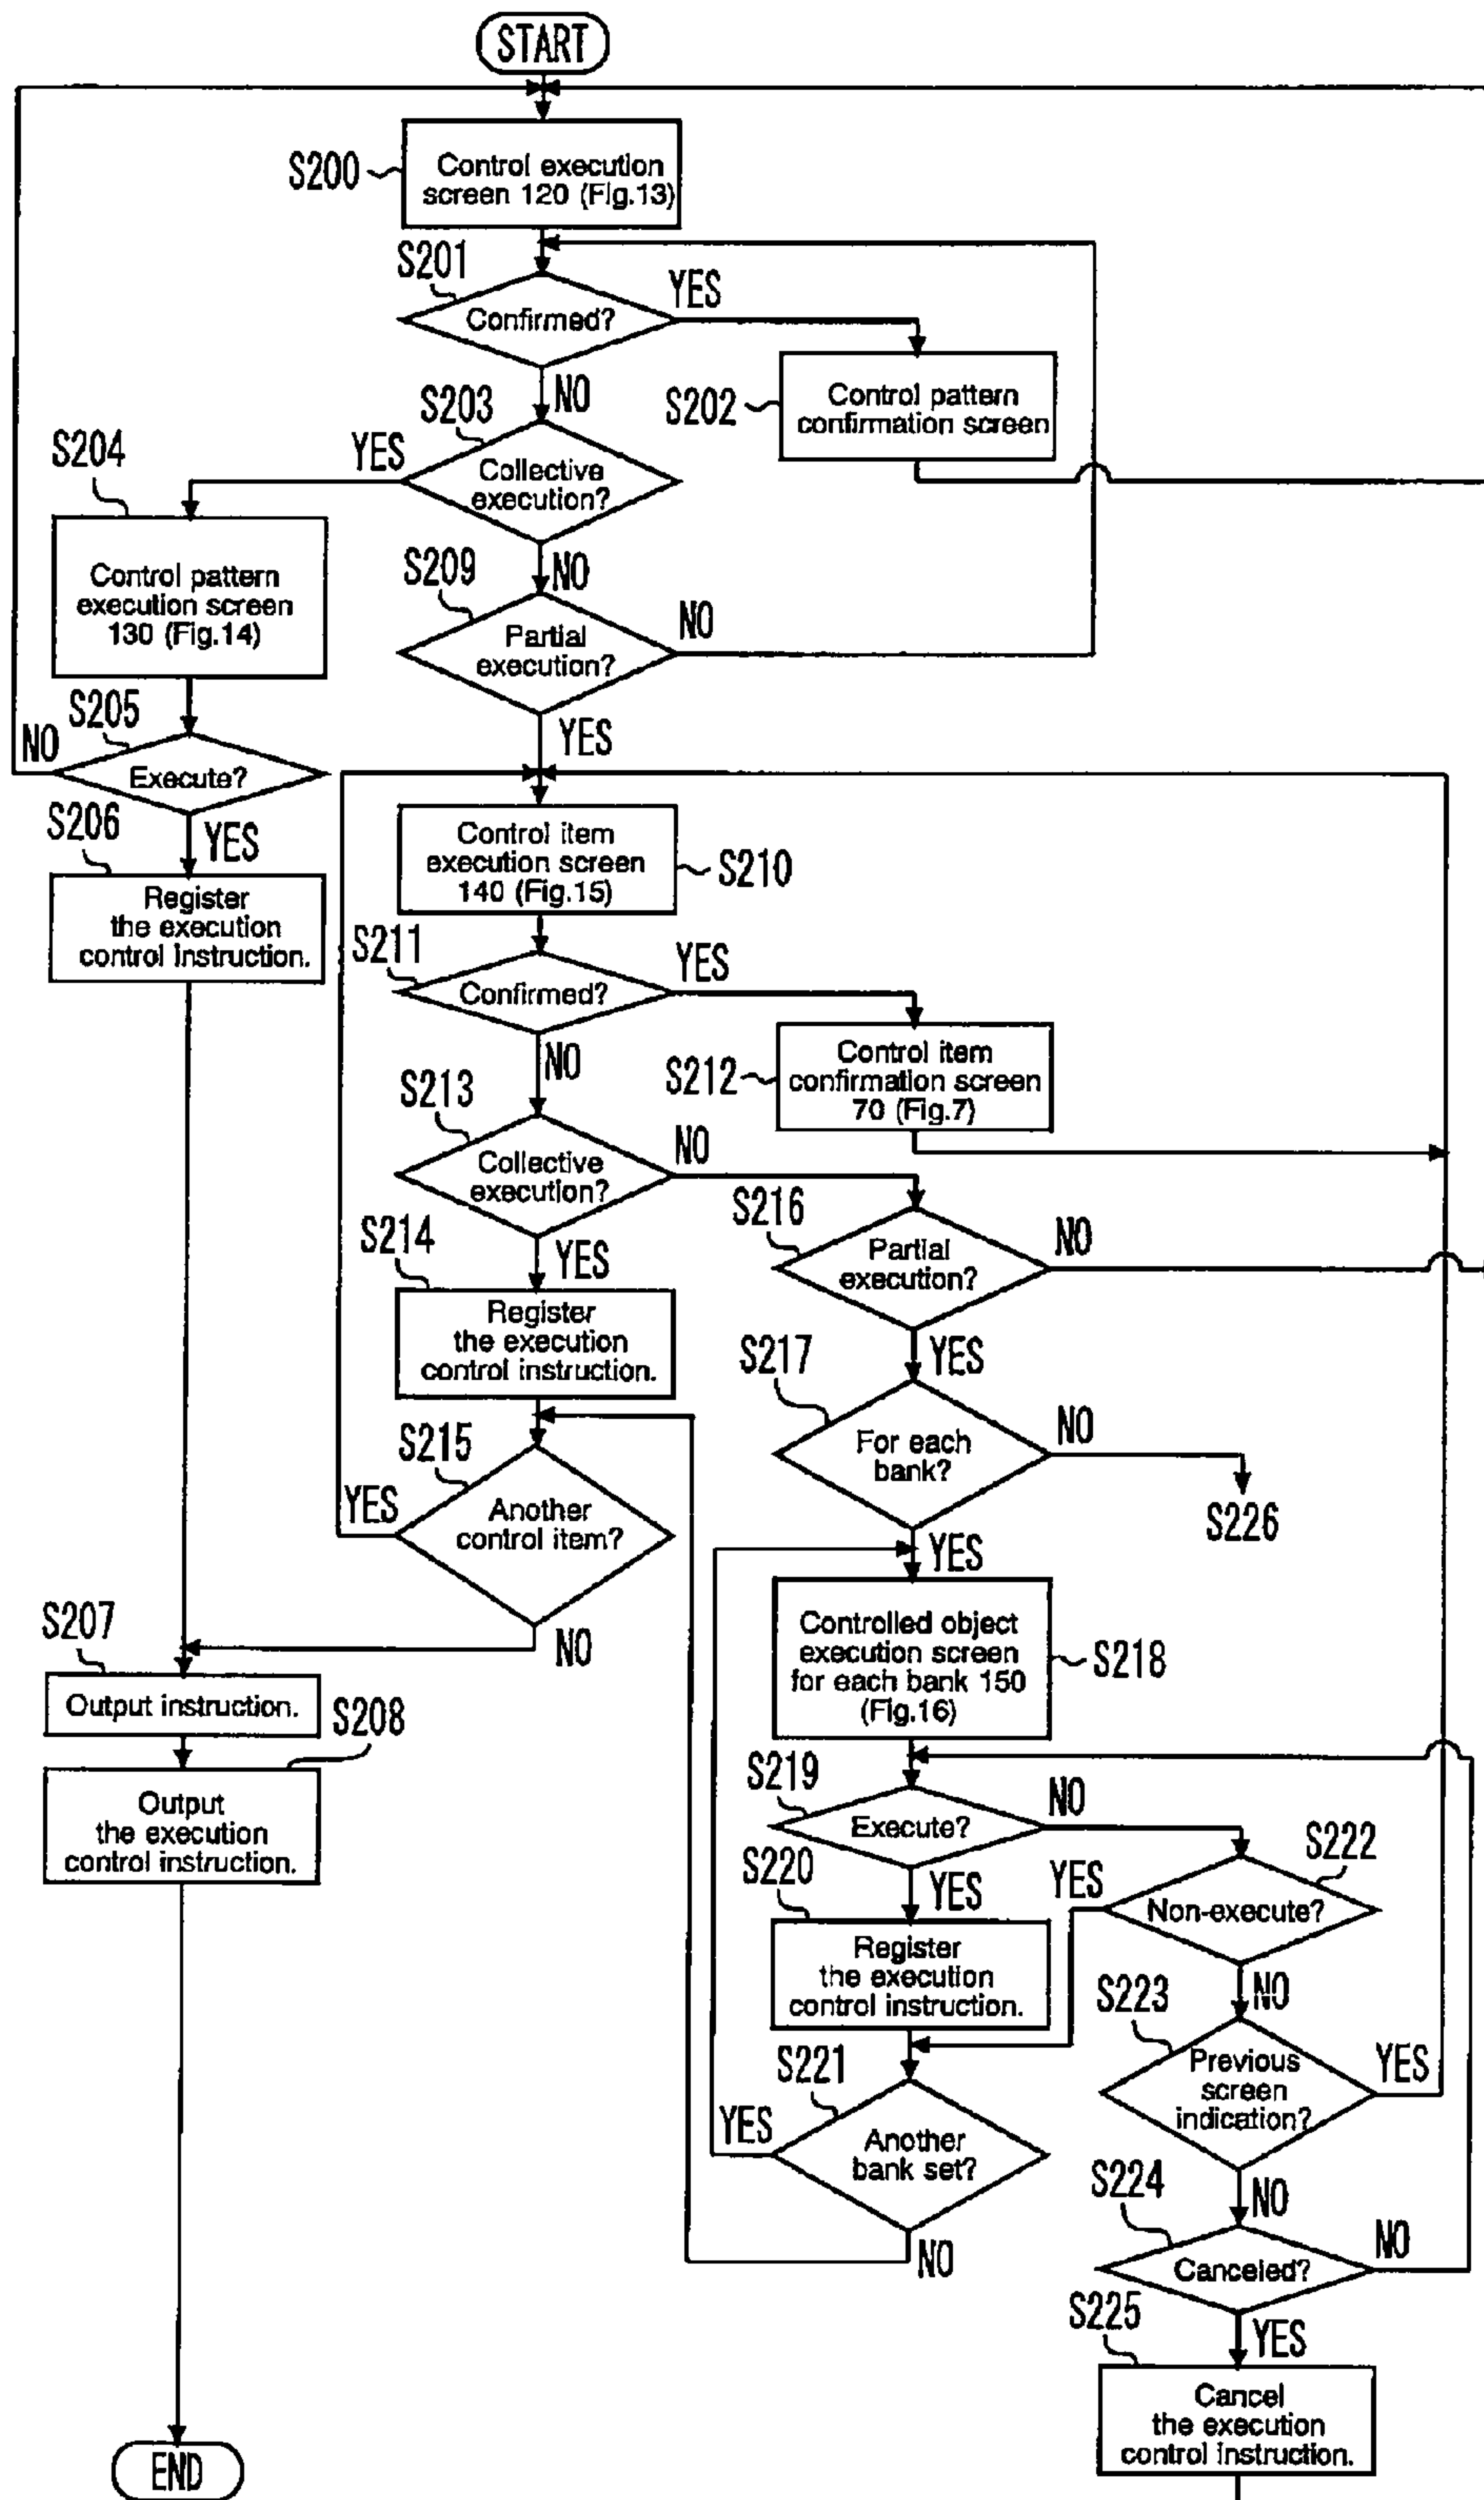 START
S200
Control execution
screen 120 (Fig.13)
S201
Confirmed?
YES
NO
S202
Control pattern
confirmation screen
S203
YES
Collective
execution?
NO
S204
Control pattern
execution screen
130 (Fig.14)
S209
Partial
execution?
NO
YES
S205
NO
Execute?
YES
S206
Register
the execution
control instruction.
Control item
execution screen
140 (Fig.15)
S210
S211
Confirmed?
YES
NO
S212
Control item
confirmation screen
70 (Fig.7)
S213
Collective
execution?
NO
YES
S214
Register
the execution
control instruction.
S216
Partial
execution?
NO
YES
S217
For each
bank?
NO
YES
S226
S215
YES
Another
control item?
NO
S218
Controlled object
execution screen
for each bank 150
(Fig.16)
S207
Output instruction.
S208
Output
the execution
control instruction.
S219
Execute?
NO
YES
S220
Register
the execution
control instruction.
S222
YES
Non-execute?
NO
S223
Previous
screen
indication?
YES
NO
S221
YES
Another
bank set?
NO
S224
Canceled?
NO
YES
S225
Cancel
the execution
control instruction.
END